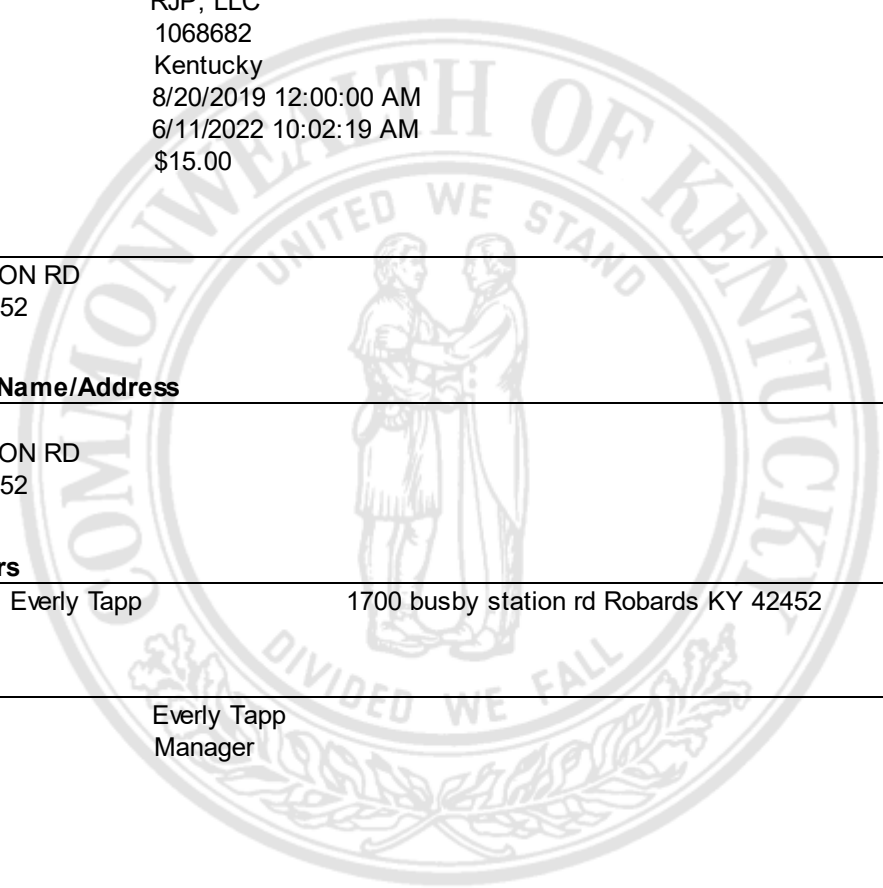 RJP, LLC
1068682
Kentucky
8/20/2019 12:00:00 AM
6/11/2022 10:02:19 AM
$15.00
COMMONWEALTH OF KENTUCKY
UNITED WE STAND
ON RD
52
Name/Address
ON RD
52
rs
Everly Tapp 1700 busby station rd Robards KY 42452
DIVIDED WE FALL
Everly Tapp
Manager